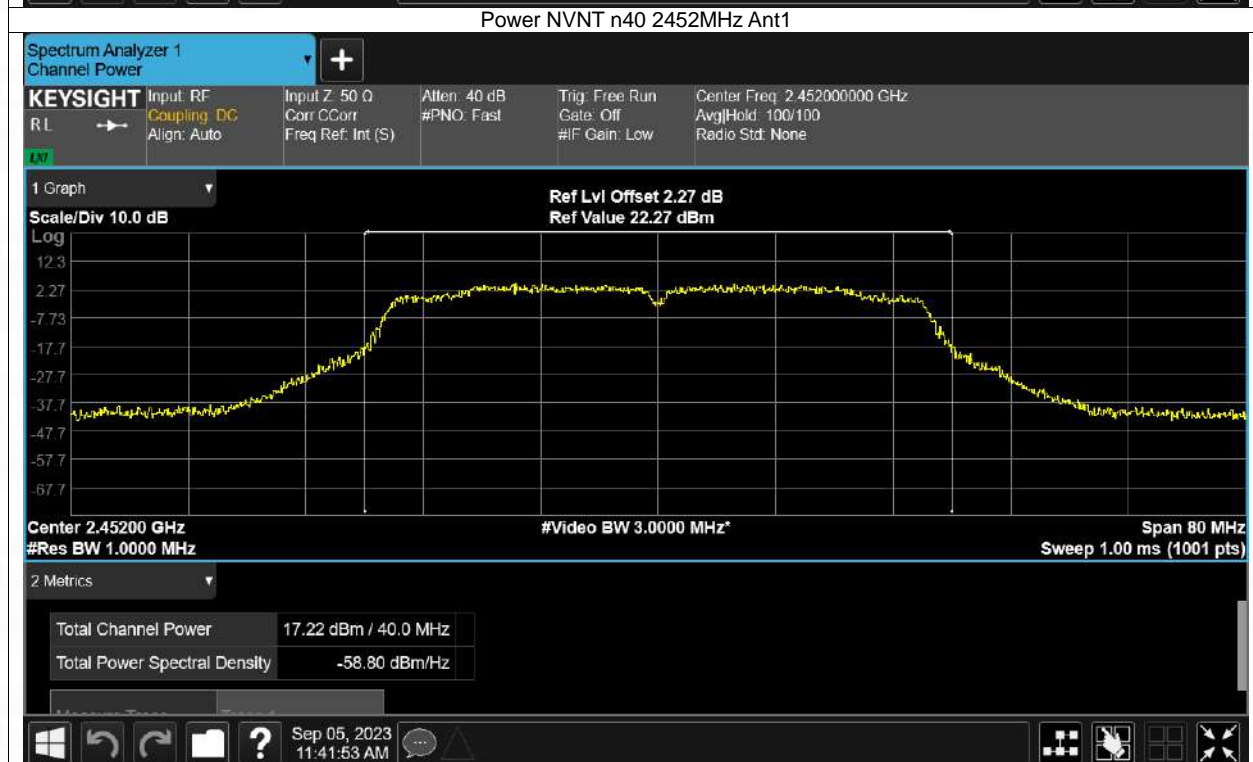 Power NVNT n40 2452MHz Ant1
Spectrum Analyzer 1
Channel Power
+
KEYSIGHT Input: RF Input Z: 50 Ω Atten: 40 dB Trig: Free Run Center Freq: 2.452000000 GHz
RL Coupling: DC Corr CCorr #PNO: Fast Gate: Off Avg|Hold: 100/100
Align: Auto Freq Ref: Int (S) #IF Gain: Low Radio Std: None
LXI
1 Graph Ref Lvl Offset 2.27 dB
Scale/Div 10.0 dB Ref Value 22.27 dBm
Log
12.3
2.27
-7.73
-17.7
-27.7
-37.7
-47.7
-57.7
-67.7
Center 2.45200 GHz #Video BW 3.0000 MHz* Span 80 MHz
#Res BW 1.0000 MHz Sweep 1.00 ms (1001 pts)
2 Metrics
Total Channel Power 17.22 dBm / 40.0 MHz
Total Power Spectral Density -58.80 dBm/Hz
? Sep 05, 2023
11:41:53 AM